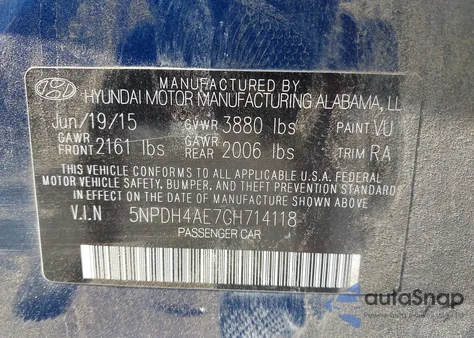 MANUFACTURED BY
HYUNDAI MOTOR MANUFACTURING ALABAMA, LL
Jun/19/15 GVWR 3880 lbs PAINT VU
GAWR FRONT 2161 lbs GAWR REAR 2006 lbs TRIM RA
THIS VEHICLE CONFORMS TO ALL APPLICABLE U.S.A. FEDERAL
MOTOR VEHICLE SAFETY, BUMPER, AND THEFT PREVENTION STANDARD
IN EFFECT ON THE DATE OF MANUFACTURE SHOWN ABOVE.
V.I.N 5NPDH4AE7GH714118
PASSENGER CAR
autoSnap